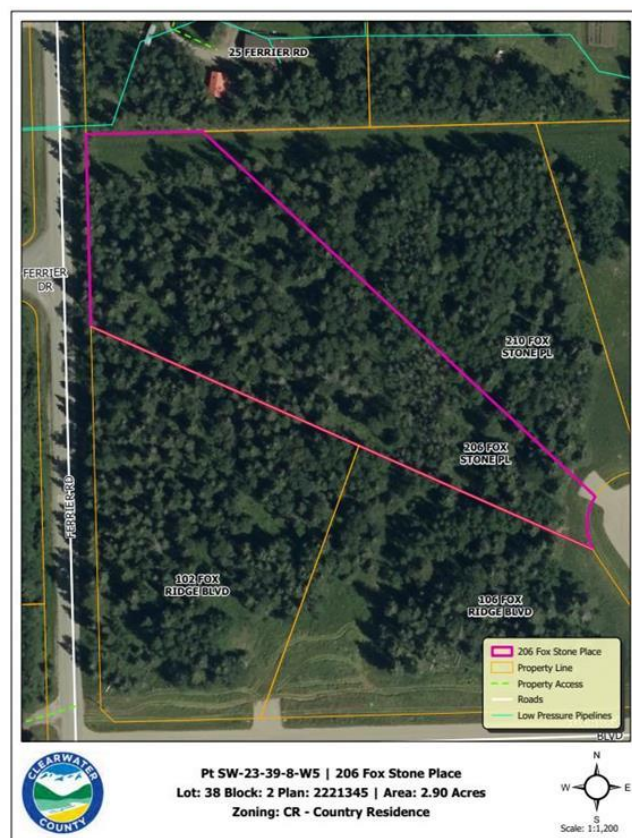 25 FERRIER RD
FERRIER
DR
210 FOX
STONE PL
206 FOX
STONE PL
FERRIER RD
102 FOX
RIDGE BLVD
106 FOX
RIDGE BLVD
206 Fox Stone Place
Property Line
Property Access
Roads
Low Pressure Pipelines
BLVD
CLEARWATER
COUNTY
Pt SW-23-39-8-W5 | 206 Fox Stone Place
Lot: 38 Block: 2 Plan: 2221345 | Area: 2.90 Acres
Zoning: CR - Country Residence
N
W
E
S
Scale: 1:1,200